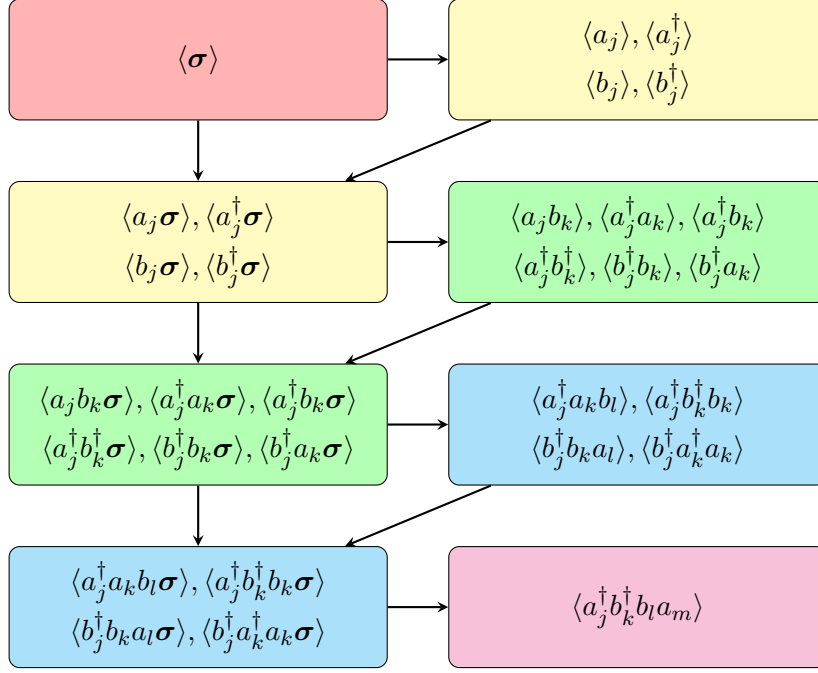 ⟨𝝈⟩
⟨a_j⟩, ⟨a_j^†⟩
⟨b_j⟩, ⟨b_j^†⟩
⟨a_j𝝈⟩, ⟨a_j^†𝝈⟩
⟨b_j𝝈⟩, ⟨b_j^†𝝈⟩
⟨a_jb_k⟩, ⟨a_j^†a_k⟩, ⟨a_j^†b_k⟩
⟨a_j^†b_k^†⟩, ⟨b_j^†b_k⟩, ⟨b_j^†a_k⟩
⟨a_jb_k𝝈⟩, ⟨a_j^†a_k𝝈⟩, ⟨a_j^†b_k𝝈⟩
⟨a_j^†b_k^†𝝈⟩, ⟨b_j^†b_k𝝈⟩, ⟨b_j^†a_k𝝈⟩
⟨a_j^†a_kb_l⟩, ⟨a_j^†b_k^†b_k⟩
⟨b_j^†b_ka_l⟩, ⟨b_j^†a_k^†a_k⟩
⟨a_j^†a_kb_l𝝈⟩, ⟨a_j^†b_k^†b_k𝝈⟩
⟨b_j^†b_ka_l𝝈⟩, ⟨b_j^†a_k^†a_k𝝈⟩
⟨a_j^†b_k^†b_la_m⟩